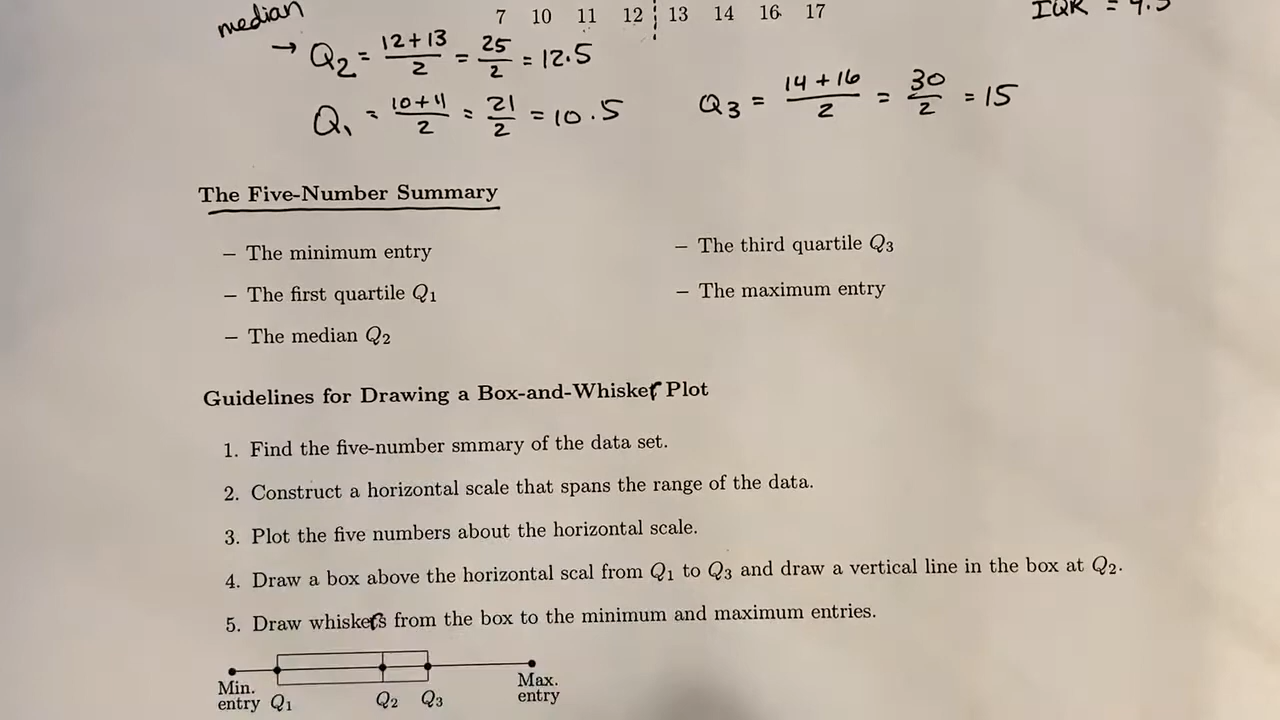 median
7 10 11 12 13 14 16 17
IQR = 4.5
→ Q2 = 12+13/2 = 25/2 = 12.5
Q1 = 10+11/2 = 21/2 = 10.5
Q3 = 14+16/2 = 30/2 = 15
The Five-Number Summary
– The minimum entry
– The first quartile Q1
– The median Q2
– The third quartile Q3
– The maximum entry
Guidelines for Drawing a Box-and-Whisker Plot
1. Find the five-number smmary of the data set.
2. Construct a horizontal scale that spans the range of the data.
3. Plot the five numbers about the horizontal scale.
4. Draw a box above the horizontal scal from Q1 to Q3 and draw a vertical line in the box at Q2.
5. Draw whiskers from the box to the minimum and maximum entries.
Min. entry
Q1
Q2
Q3
Max. entry